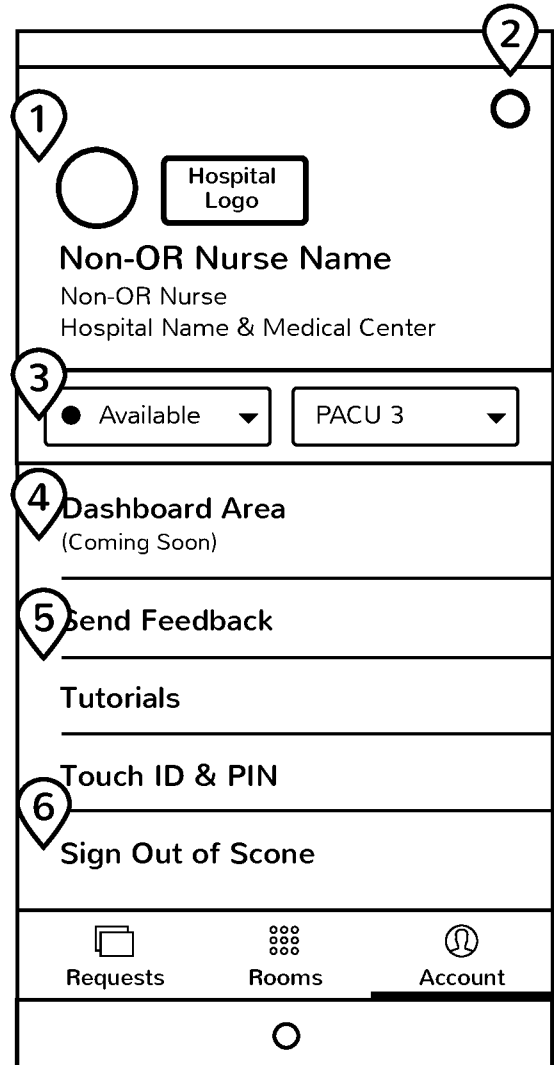 2
1
Hospital
Logo
Non-OR Nurse Name
Non-OR Nurse
Hospital Name & Medical Center
3
Available
PACU 3
4
Dashboard Area
(Coming Soon)
5
Send Feedback
Tutorials
Touch ID & PIN
6
Sign Out of Scone
Requests
Rooms
Account